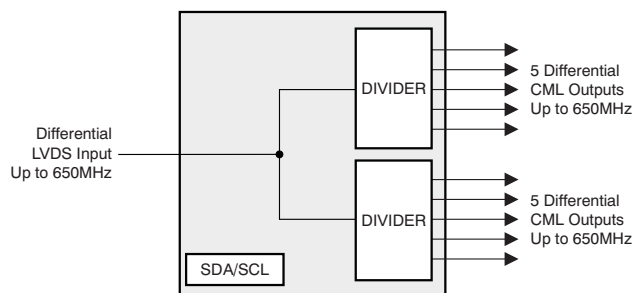 DIVIDER
5 Differential
CML Outputs
Up to 650MHz
Differential
LVDS Input
Up to 650MHz
DIVIDER
5 Differential
CML Outputs
Up to 650MHz
SDA/SCL